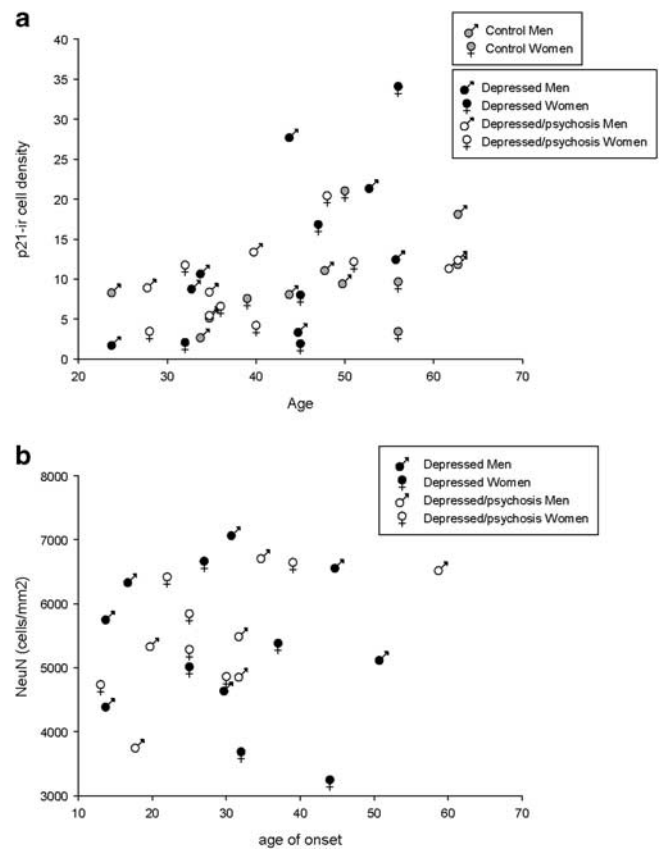 a
Control Men
Control Women
Depressed Men
Depressed Women
Depressed/psychosis Men
Depressed/psychosis Women
p21-ir cell density
40
35
30
25
20
15
10
5
0
20 30 40 50 60 70
Age
b
Depressed Men
Depressed Women
Depressed/psychosis Men
Depressed/psychosis Women
NeuN (cells/mm2)
8000
7000
6000
5000
4000
3000
10 20 30 40 50 60 70
age of onset